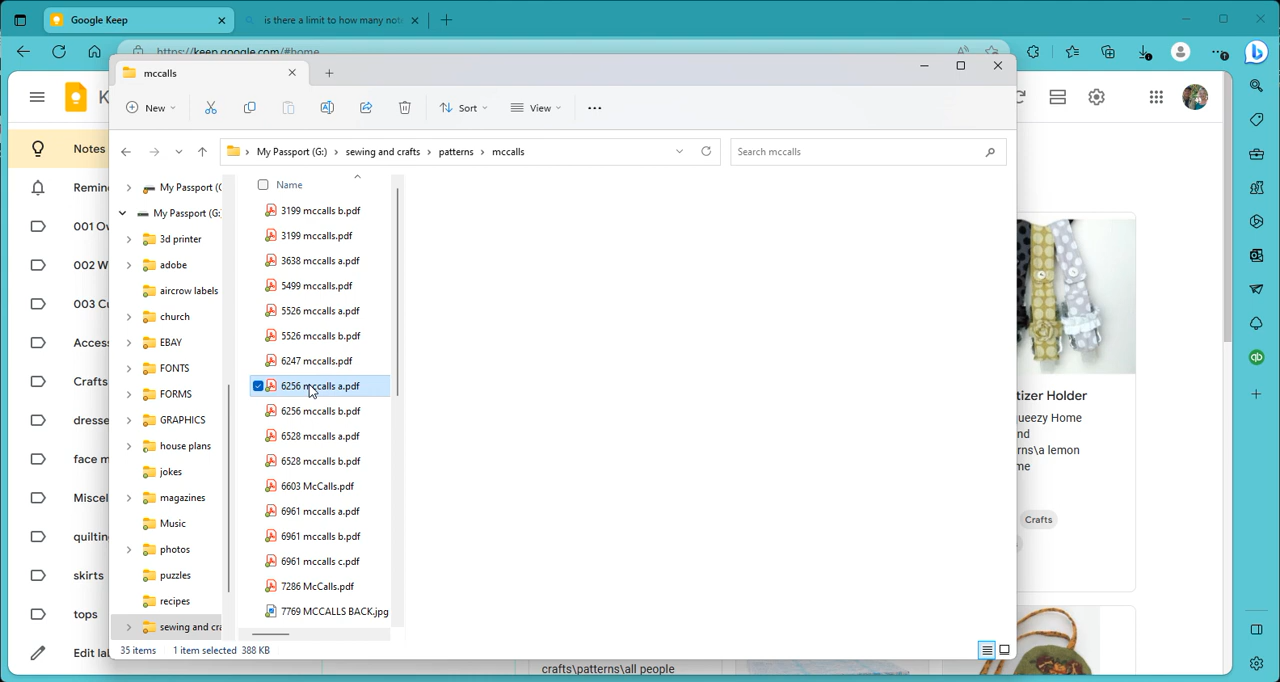 Google Keep
is there a limit to how many not
https://keep.google.com/#home
mccalls
K
New
Sort
View
My Passport (G:)
sewing and crafts
patterns
mccalls
Search mccalls
Notes
Remin
001 Ov
002 W
003 Cu
Access
Crafts
dresse
face m
Miscel
quiltin
skirts
tops
Edit lal
My Passport (
My Passport (G:
3d printer
adobe
aircrow labels
church
EBAY
FONTS
FORMS
GRAPHICS
house plans
jokes
magazines
Music
photos
puzzles
recipes
sewing and cra
Name
3199 mccalls b.pdf
3199 mccalls.pdf
3638 mccalls a.pdf
5499 mccalls.pdf
5526 mccalls a.pdf
5526 mccalls b.pdf
6247 mccalls.pdf
6256 mccalls a.pdf
6256 mccalls b.pdf
6528 mccalls a.pdf
6528 mccalls b.pdf
6603 McCalls.pdf
6961 mccalls a.pdf
6961 mccalls b.pdf
6961 mccalls c.pdf
7286 McCalls.pdf
7769 MCCALLS BACK.jpg
35 items
1 item selected 388 KB
tizer Holder
ueezy Home
nd
rns\a lemon
me
Crafts
crafts\patterns\all people